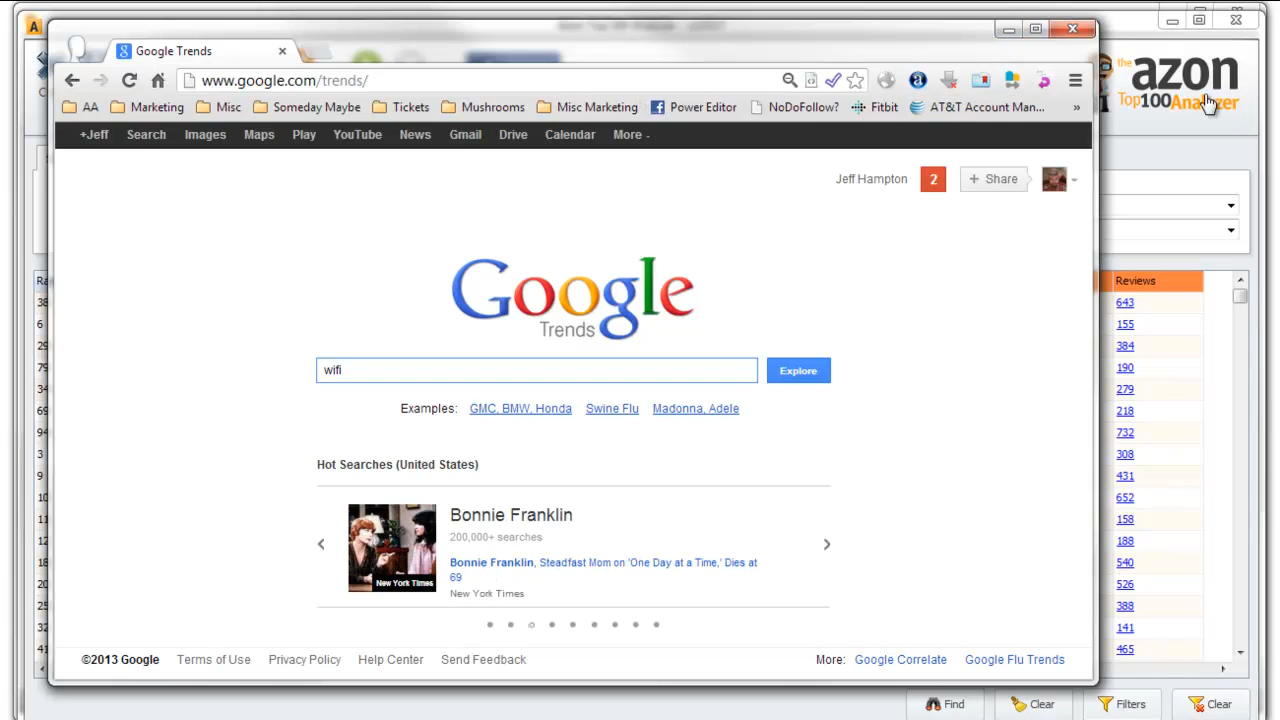 Google Trends
www.google.com/trends/
AA Marketing Misc Someday Maybe Tickets Mushrooms Misc Marketing Power Editor NoDoFollow? Fitbit AT&T Account Man... »
+Jeff Search Images Maps Play YouTube News Gmail Drive Calendar More
Jeff Hampton 2 + Share
the azon
Top100Analyzer
Google
Trends
wifi
Explore
Examples: GMC, BMW, Honda Swine Flu Madonna, Adele
Hot Searches (United States)
Bonnie Franklin
200,000+ searches
Bonnie Franklin, Steadfast Mom on 'One Day at a Time,' Dies at
69
New York Times
New York Times
©2013 Google Terms of Use Privacy Policy Help Center Send Feedback
More: Google Correlate Google Flu Trends
Reviews
643
155
384
190
279
218
732
308
431
652
158
188
540
526
388
141
465
Find Clear Filters Clear